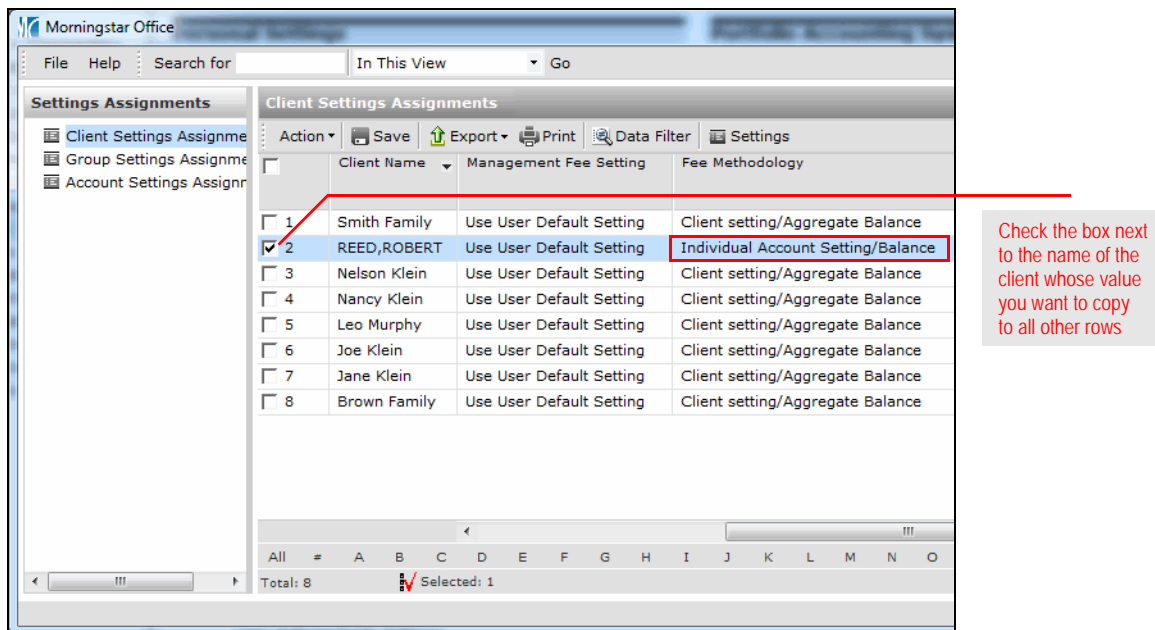 Morningstar Office
File Help Search for In This View Go
Settings Assignments
Client Settings Assignme
Group Settings Assignme
Account Settings Assignr
Client Settings Assignments
Action Save Export Print Data Filter Settings
Client Name Management Fee Setting Fee Methodology
1 Smith Family Use User Default Setting Client setting/Aggregate Balance
2 REED,ROBERT Use User Default Setting Individual Account Setting/Balance
3 Nelson Klein Use User Default Setting Client setting/Aggregate Balance
4 Nancy Klein Use User Default Setting Client setting/Aggregate Balance
5 Leo Murphy Use User Default Setting Client setting/Aggregate Balance
6 Joe Klein Use User Default Setting Client setting/Aggregate Balance
7 Jane Klein Use User Default Setting Client setting/Aggregate Balance
8 Brown Family Use User Default Setting Client setting/Aggregate Balance
All # A B C D E F G H I J K L M N O
Total: 8 Selected: 1
Check the box next
to the name of the
client whose value
you want to copy
to all other rows